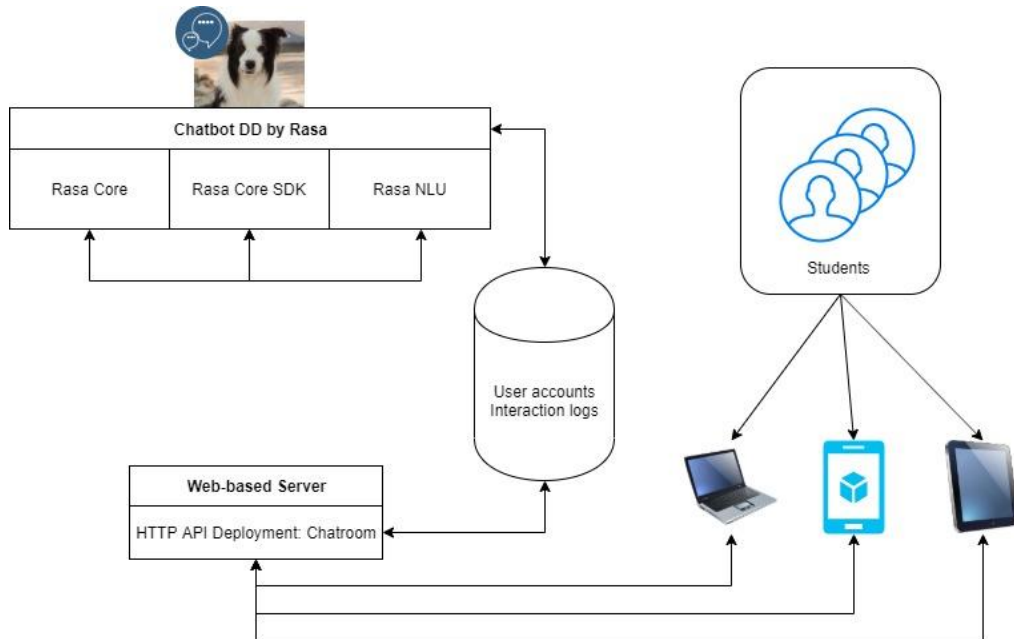 Chatbot DD by Rasa
Rasa Core
Rasa Core SDK
Rasa NLU
Students
User accounts
Interaction logs
Web-based Server
HTTP API Deployment: Chatroom